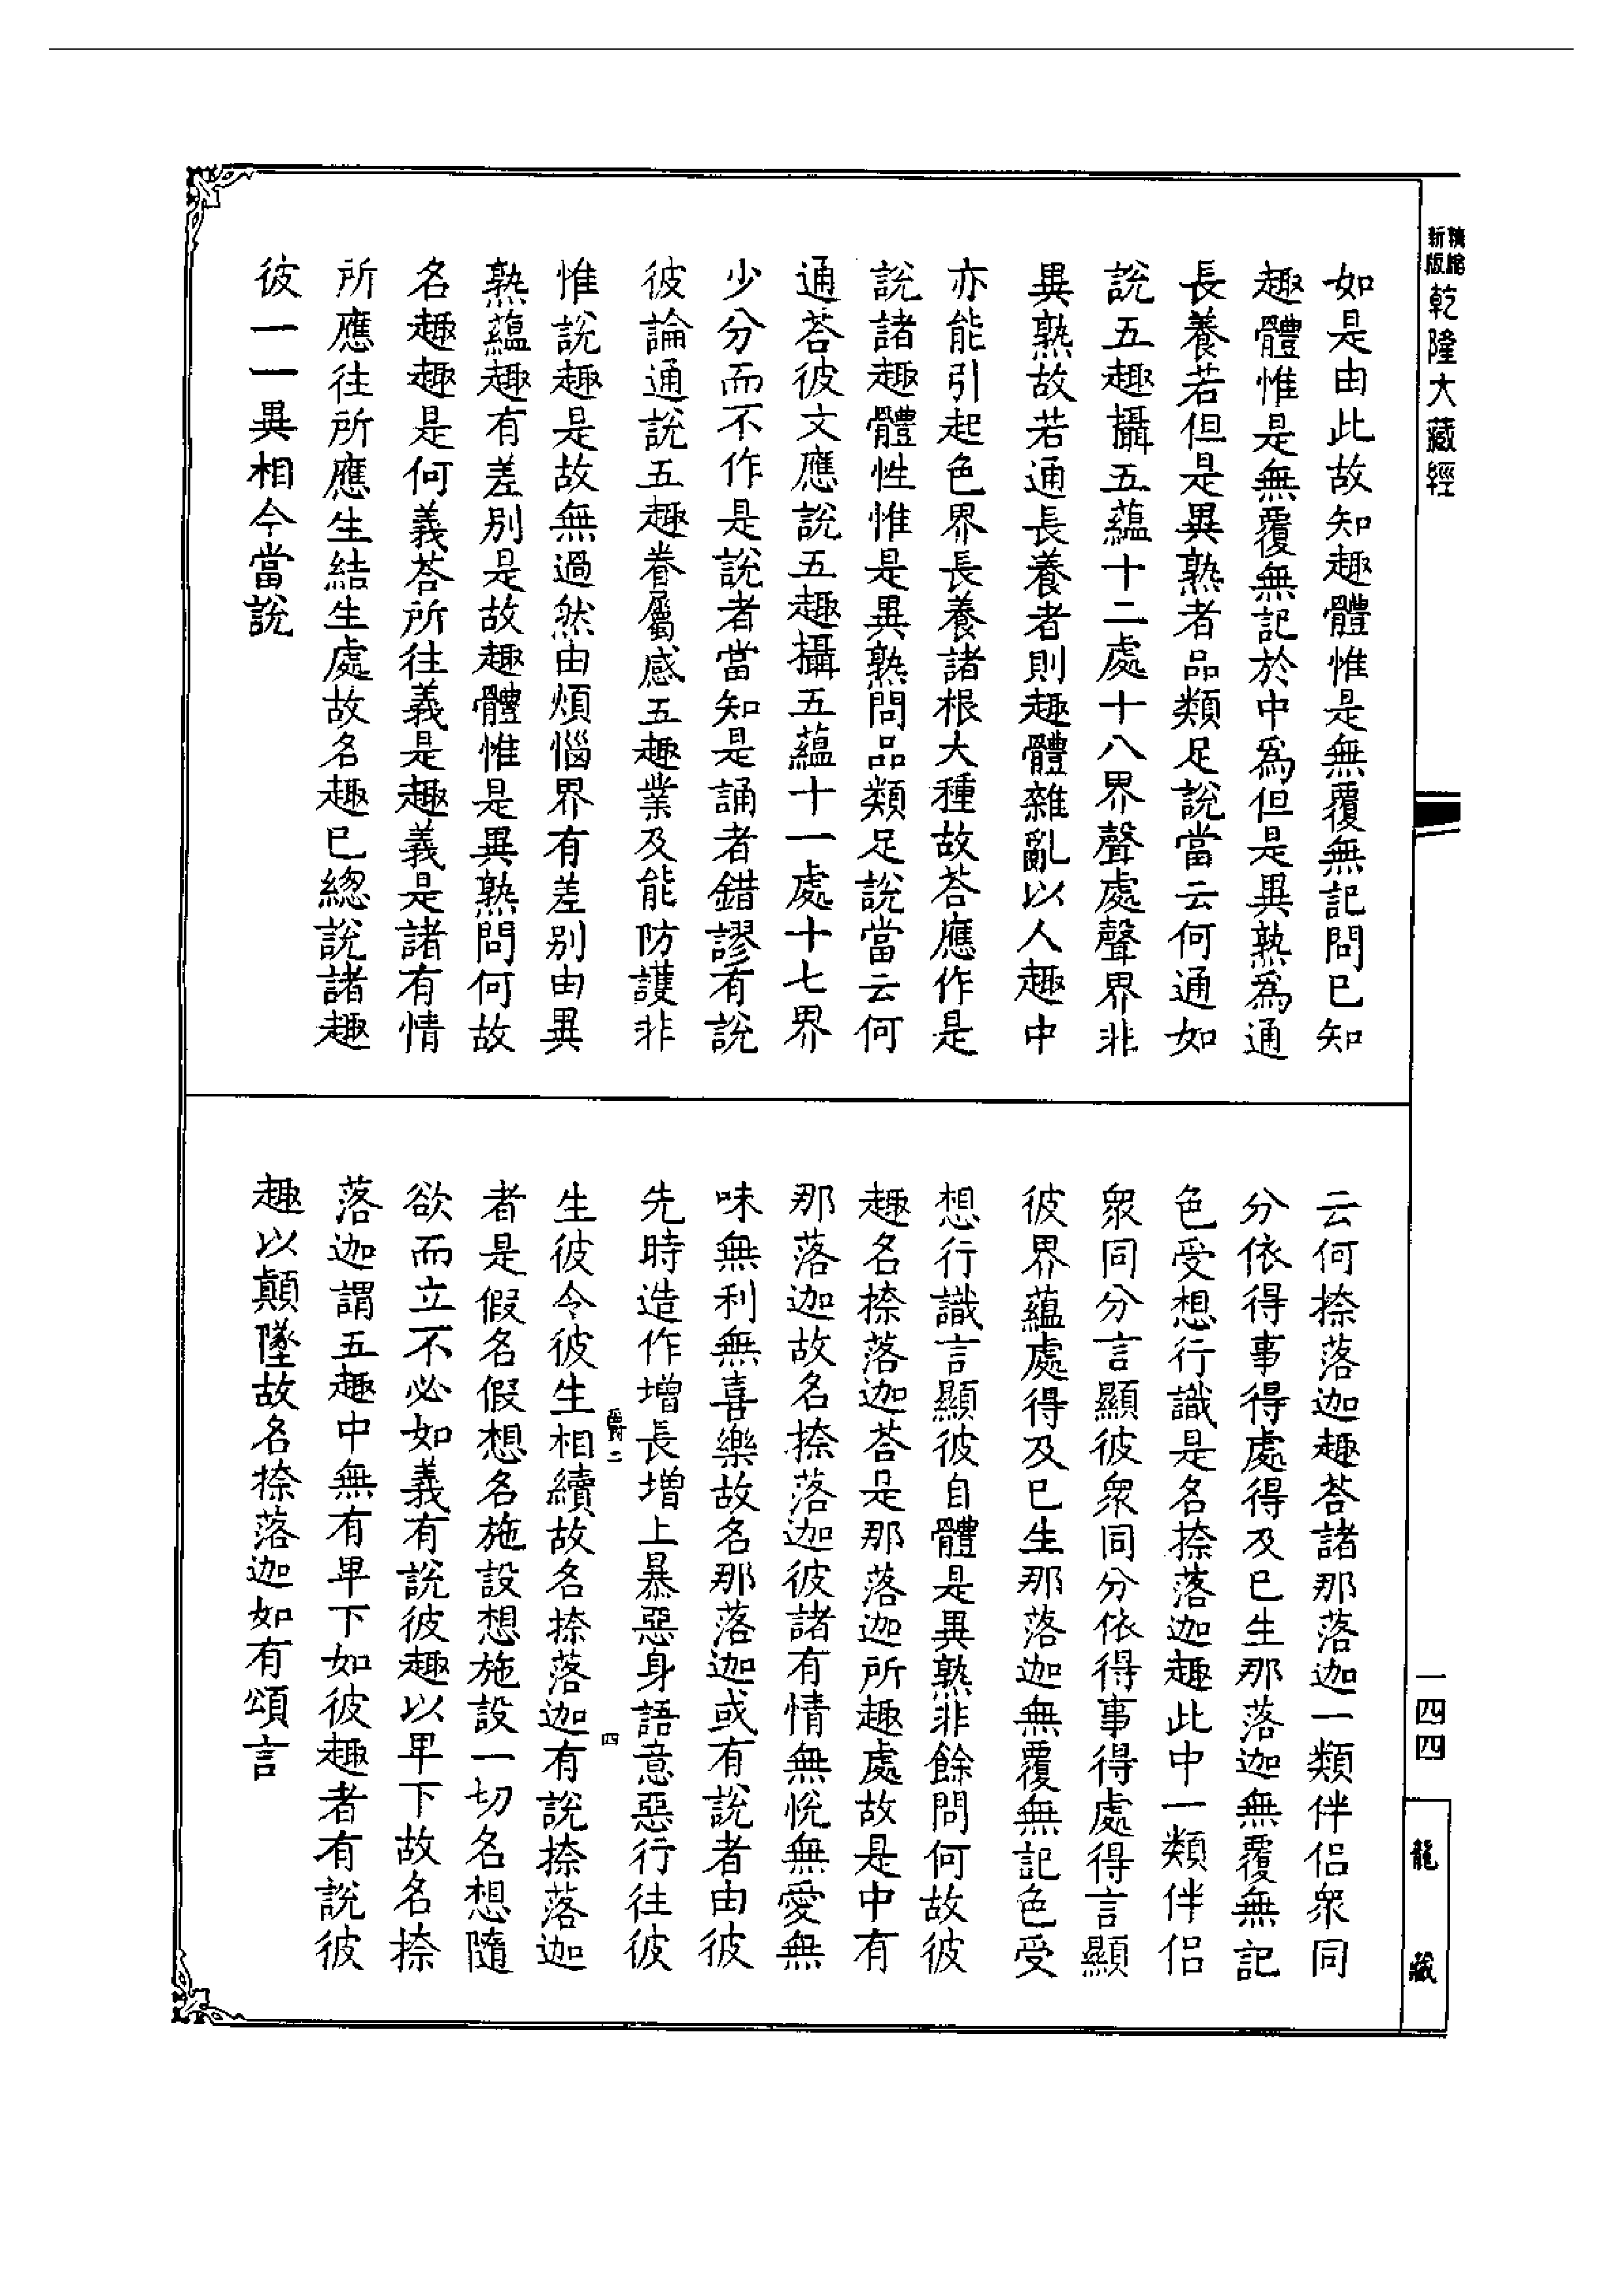 精縮
新版
乾隆大藏經
如是由此故知趣體惟是無覆無記問已知
趣體惟是無覆無記於中爲但是異熟爲通
長養若但是異熟者品類足說當云何通如
說五趣攝五蘊十二處十八界聲處聲界非
異熟故若通長養者則趣體雜亂以人趣中
亦能引起色界長養諸根大種故荅應作是
說諸趣體性惟是異熟問品類足說當云何
通荅彼文應說五趣攝五蘊十一處十七界
少分而不作是說者當知是誦者錯謬有說
彼論通說五趣眷屬感五趣業及能防護非
惟說趣是故無過然由煩惱界有差别由異
熟蘊趣有差別是故趣體惟是異熟問何故
名趣趣是何義荅所往義是趣義是諸有情
所應往所應生結生處故名趣已總說諸趣
彼一一異相今當說
云何捺落迦趣荅諸那落迦一類伴侣衆同
分依得事得處得及已生那落迦無覆無記
色受想行識是名捺落迦趣此中一類伴侣
衆同分言顯彼衆同分依得事得處得言顯
彼界蘊處得及已生那落迦無覆無記色受
想行識言顯彼自體是異熟非餘問何故彼
趣名捺落迦荅是那落迦所趣處故是中有
那落迦故名捺落迦彼諸有情無悅無愛無
味無利無喜樂故名那落迦或有說者由彼
先時造作增長增上暴惡身語意惡行往彼
生彼令彼生相續故名捺落迦有說捺落迦
者是假名假想名施設想施設一切名想隨
欲而立不必如義有說彼趣以卑下故名捺
落迦謂五趣中無有卑下如彼趣者有說彼
趣以顛墜故名捺落迦如有頌言
四
一四四
龍藏